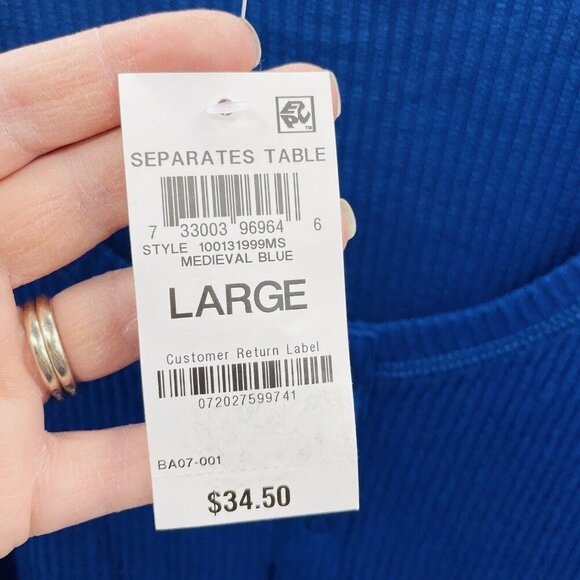 EPC™
SEPARATES TABLE
7 33003 96964 6
STYLE 100131999MS
MEDIEVAL BLUE
LARGE
Customer Return Label
072027599741
BA07-001
$34.50